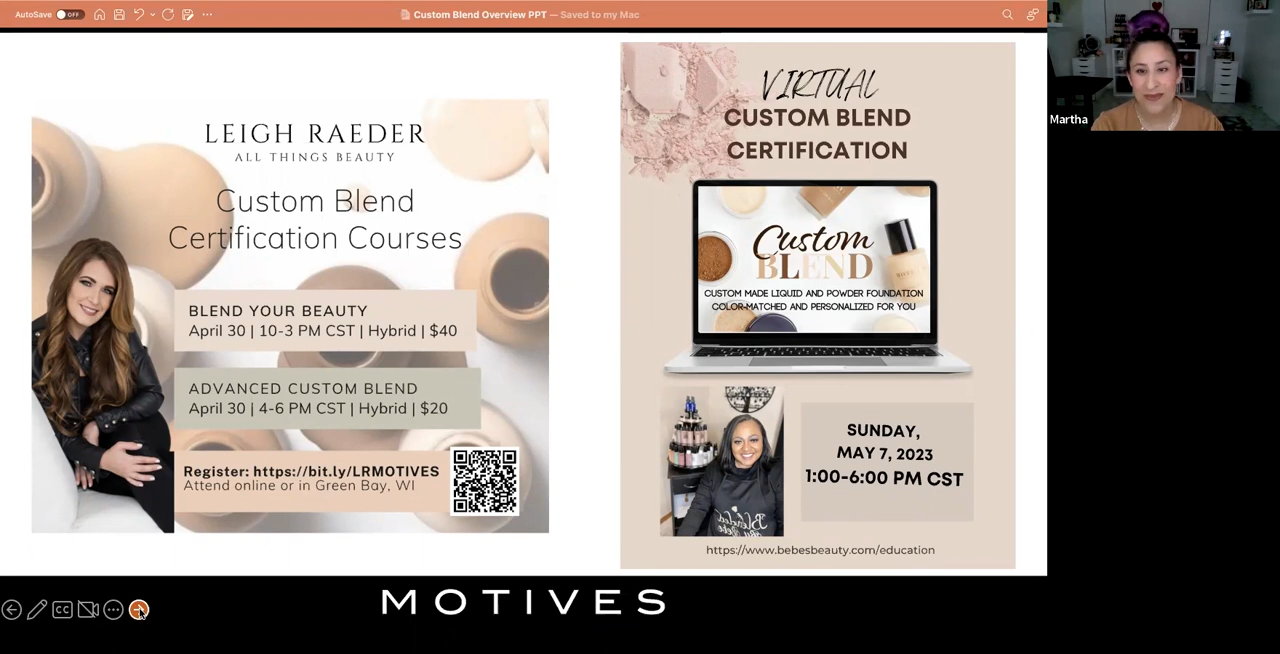 AutoSave OFF
Custom Blend Overview PPT — Saved to my Mac
LEIGH RAEDER
ALL THINGS BEAUTY
Custom Blend
Certification Courses
BLEND YOUR BEAUTY
April 30 | 10-3 PM CST | Hybrid | $40
ADVANCED CUSTOM BLEND
April 30 | 4-6 PM CST | Hybrid | $20
Register: https://bit.ly/LRMOTIVES
Attend online or in Green Bay, WI
VIRTUAL
CUSTOM BLEND
CERTIFICATION
Custom
BLEND
CUSTOM MADE LIQUID AND POWDER FOUNDATION
COLOR-MATCHED AND PERSONALIZED FOR YOU
SUNDAY,
MAY 7, 2023
1:00-6:00 PM CST
https://www.bebesbeauty.com/education
Martha
CC
MOTIVES